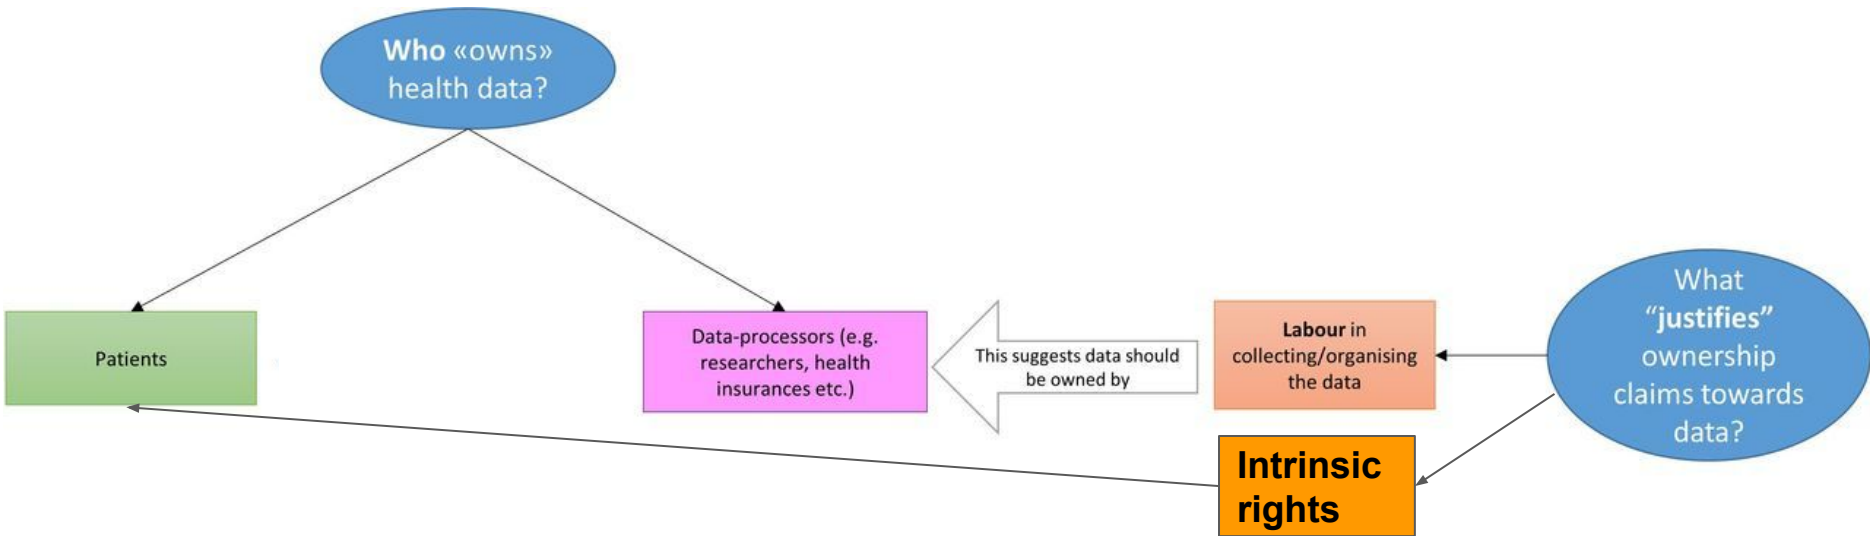 Who «owns»
health data?
Patients
Data-processors (e.g.
researchers, health
insurances etc.)
This suggests data should
be owned by
Labour in
collecting/organising
the data
What
“justifies”
ownership
claims towards
data?
Intrinsic
rights